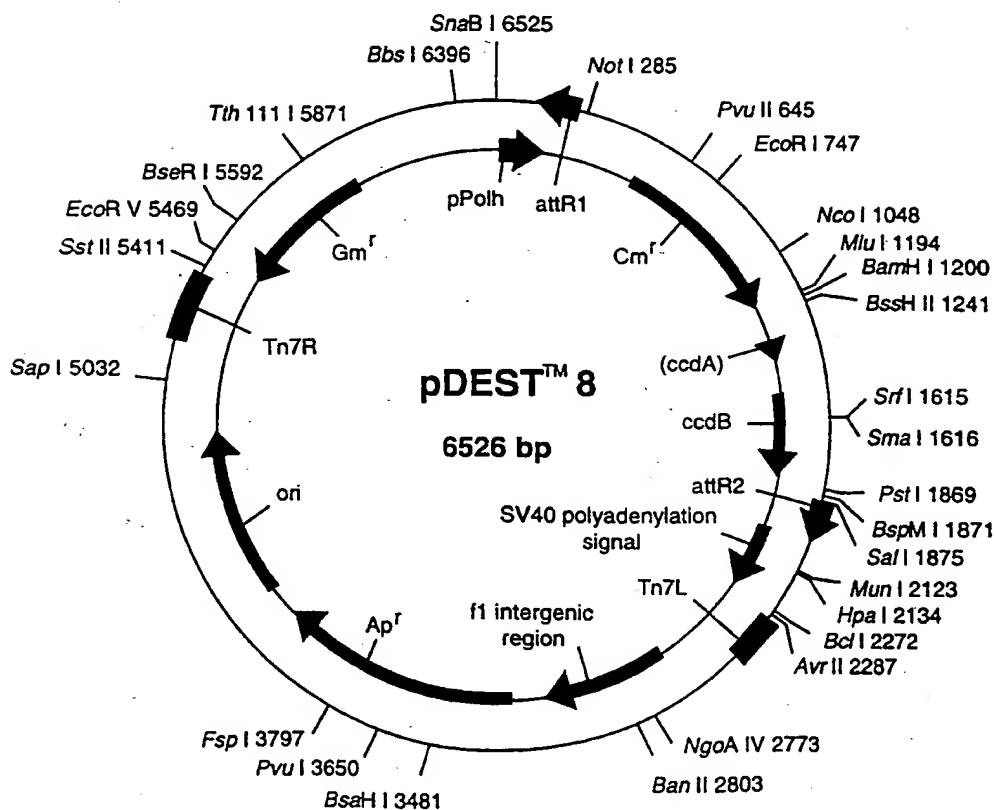 SnaB I 6525
Bbs I 6396
Not I 285
Tth 111 I 5871
Pvu II 645
EcoR I 747
BseR I 5592
EcoR V 5469
Sst II 5411
Nco I 1048
Mlu I 1194
BamH I 1200
BssH II 1241
pPolh
attR1
Gmr
Cmr
Tn7R
Sap I 5032
(ccdA)
pDEST™ 8
6526 bp
ccdB
Srf I 1615
Sma I 1616
attR2
Pst I 1869
BspM I 1871
Sal I 1875
SV40 polyadenylation
signal
ori
Mun I 2123
Hpa I 2134
Bcl I 2272
Avr II 2287
Tn7L
f1 intergenic
region
Apr
Fsp I 3797
Pvu I 3650
BsaH I 3481
NgoA IV 2773
Ban II 2803